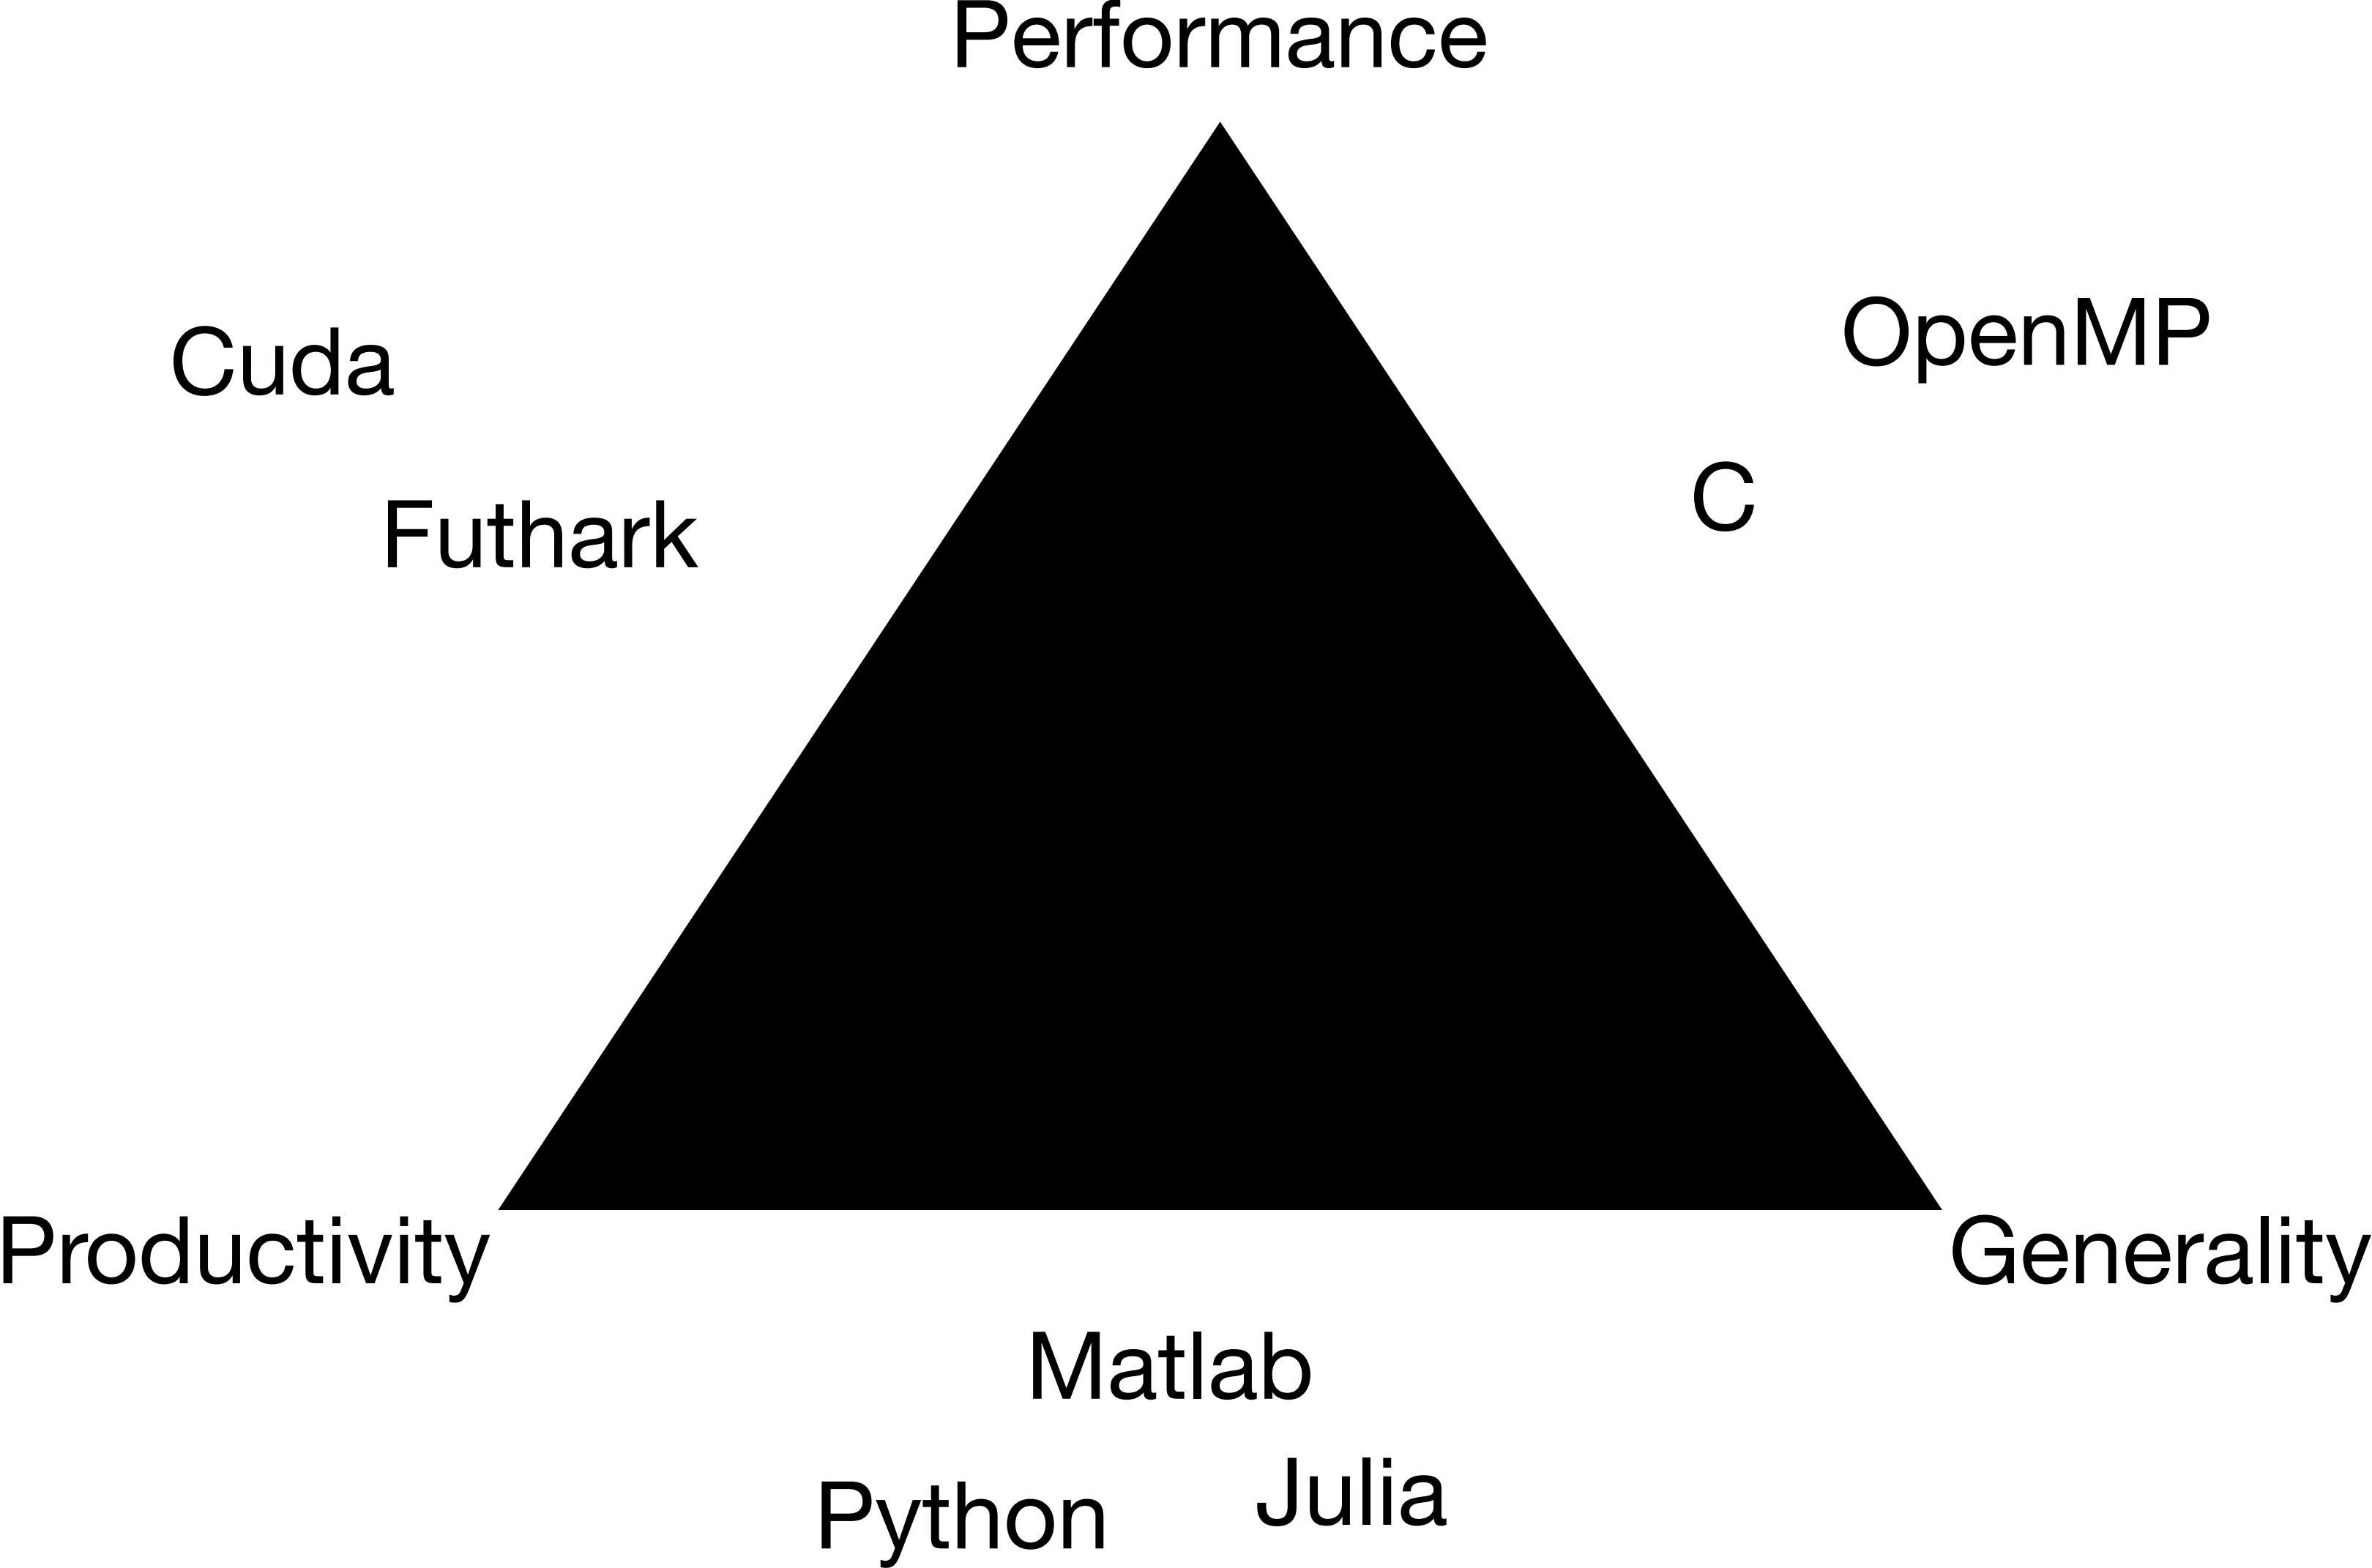 Performance
OpenMP
Cuda
C
Futhark
Productivity
Generality
Matlab
Julia
Python